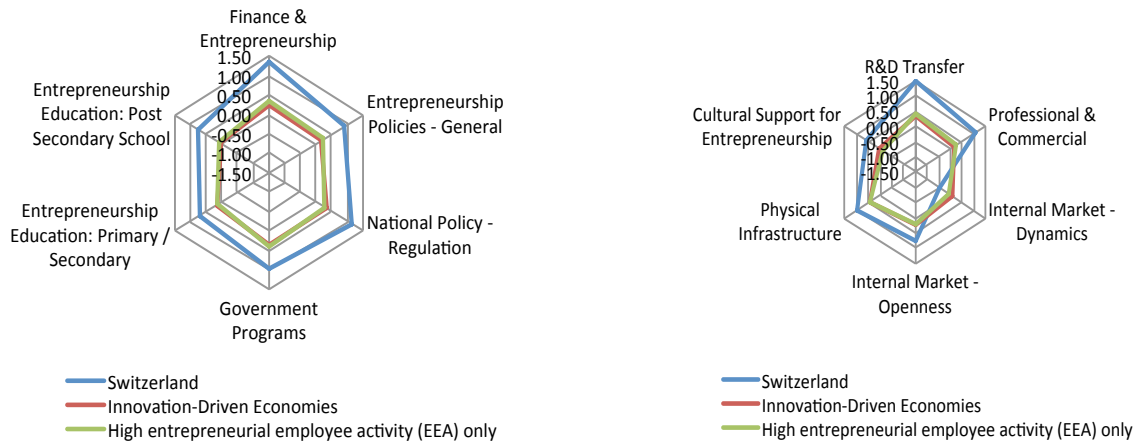 Finance &
Entrepreneurship
1.50
1.00
0.50
0.00
-0.50
-1.00
-1.50
Entrepreneurship
Policies - General
National Policy -
Regulation
Government
Programs
Entrepreneurship
Education: Primary /
Secondary
Entrepreneurship
Education: Post
Secondary School
Switzerland
Innovation-Driven Economies
High entrepreneurial employee activity (EEA) only
R&D Transfer
1.50
1.00
0.50
0.00
-0.50
-1.00
-1.50
Professional &
Commercial
Internal Market -
Dynamics
Internal Market -
Openness
Physical
Infrastructure
Cultural Support for
Entrepreneurship
Switzerland
Innovation-Driven Economies
High entrepreneurial employee activity (EEA) only